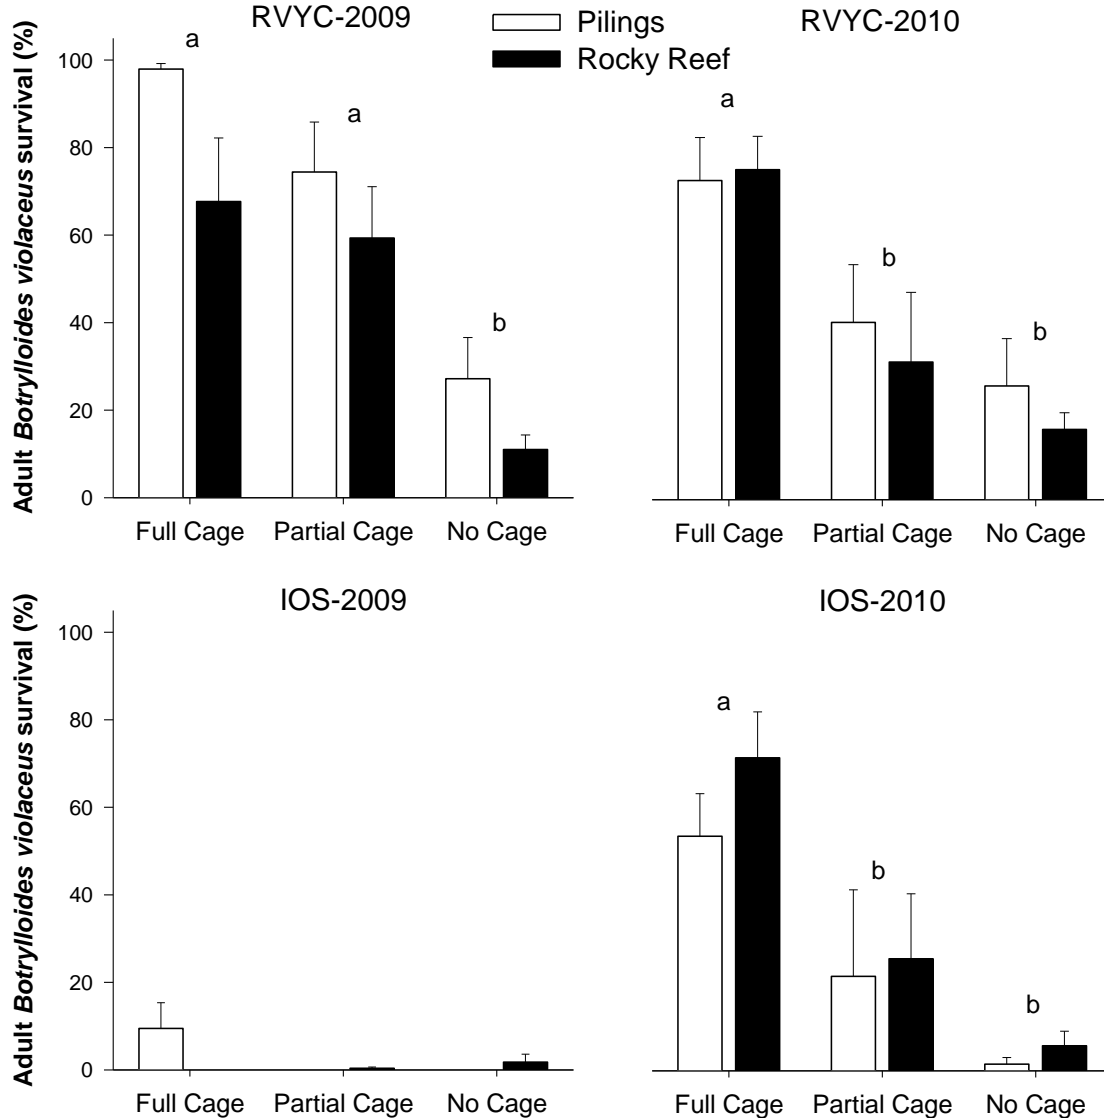 RVYC-2009
Pilings
Rocky Reef
RVYC-2010
Adult Botrylloides violaceus survival (%)
100
80
60
40
20
0
a
a
b
Full Cage Partial Cage No Cage
a
b
b
Full Cage Partial Cage No Cage
IOS-2009
Adult Botrylloides violaceus survival (%)
100
80
60
40
20
0
Full Cage Partial Cage No Cage
IOS-2010
a
b
b
Full Cage Partial Cage No Cage